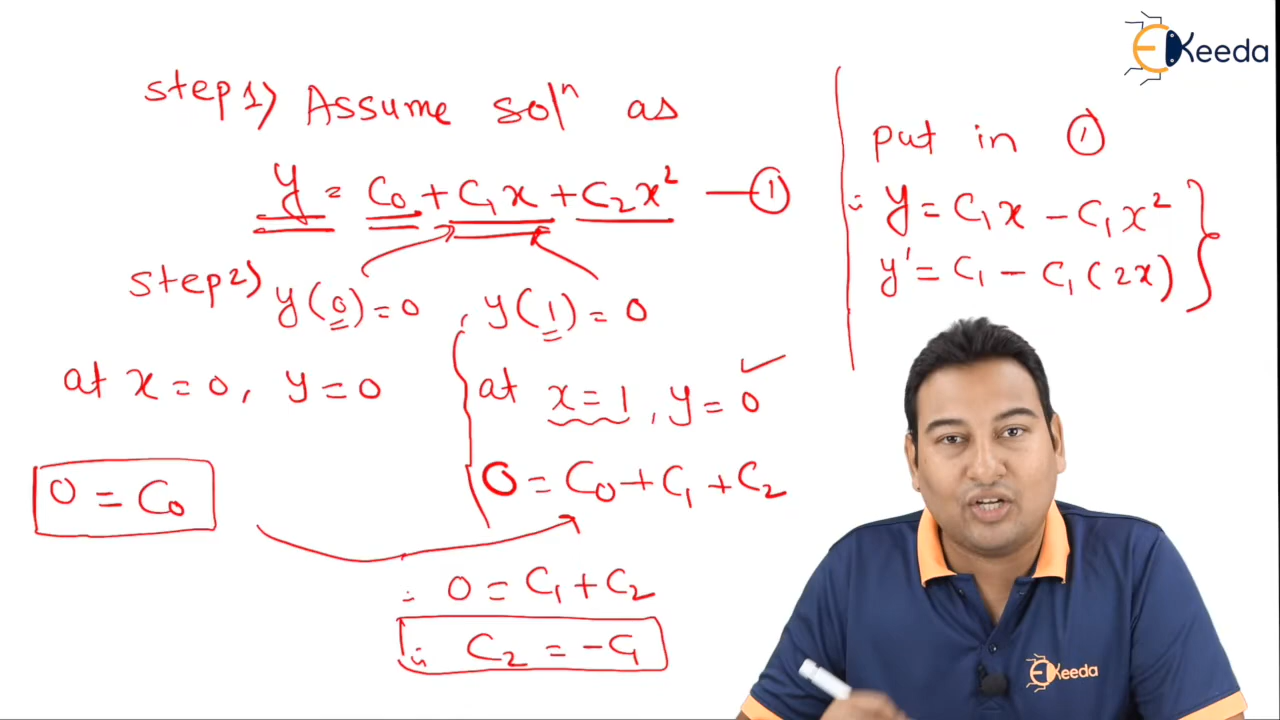 step 1) Assume solⁿ as
y = C₀ + C₁x + C₂x² — ①
step 2) y(0) = 0 , y(1) = 0
at x = 0, y = 0
0 = C₀
at x = 1, y = 0 ✓
0 = C₀ + C₁ + C₂
∴ 0 = C₁ + C₂
∴ C₂ = -C₁
put in ①
∴ y = C₁x - C₁x²
y' = C₁ - C₁(2x)
EKeeda
EKeeda